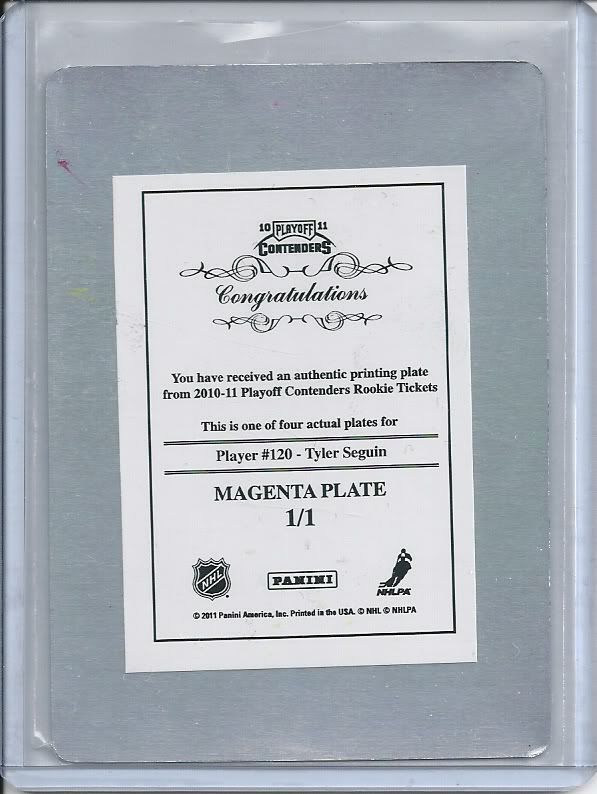 10 PLAYOFF 11
CONTENDERS
Congratulations
You have received an authentic printing plate
from 2010-11 Playoff Contenders Rookie Tickets
This is one of four actual plates for
Player #120 - Tyler Seguin
MAGENTA PLATE
1/1
NHL PANINI NHLPA
© 2011 Panini America, Inc. Printed in the USA. © NHL © NHLPA